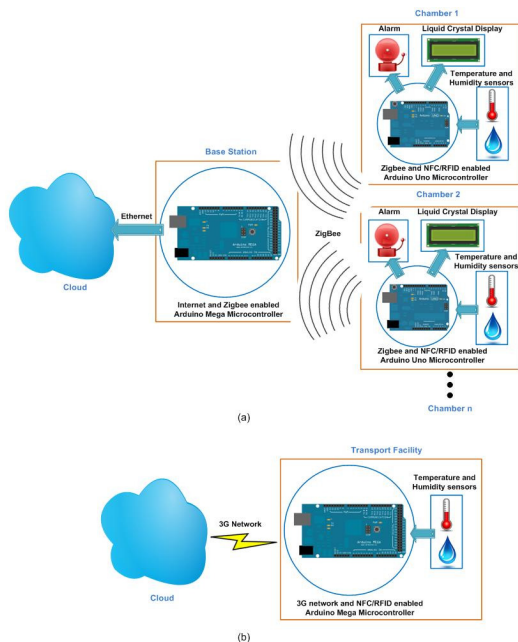 Chamber 1
Alarm
Liquid Crystal Display
Temperature and
Humidity sensors
Zigbee and NFC/RFID enabled
Arduino Uno Microcontroller
Base Station
Ethernet
Cloud
Internet and Zigbee enabled
Arduino Mega Microcontroller
ZigBee
Chamber 2
Alarm
Liquid Crystal Display
Temperature and
Humidity sensors
Zigbee and NFC/RFID enabled
Arduino Uno Microcontroller
Chamber n
(a)
Transport Facility
Temperature and
Humidity sensors
3G Network
Cloud
3G network and NFC/RFID enabled
Arduino Mega Microcontroller
(b)